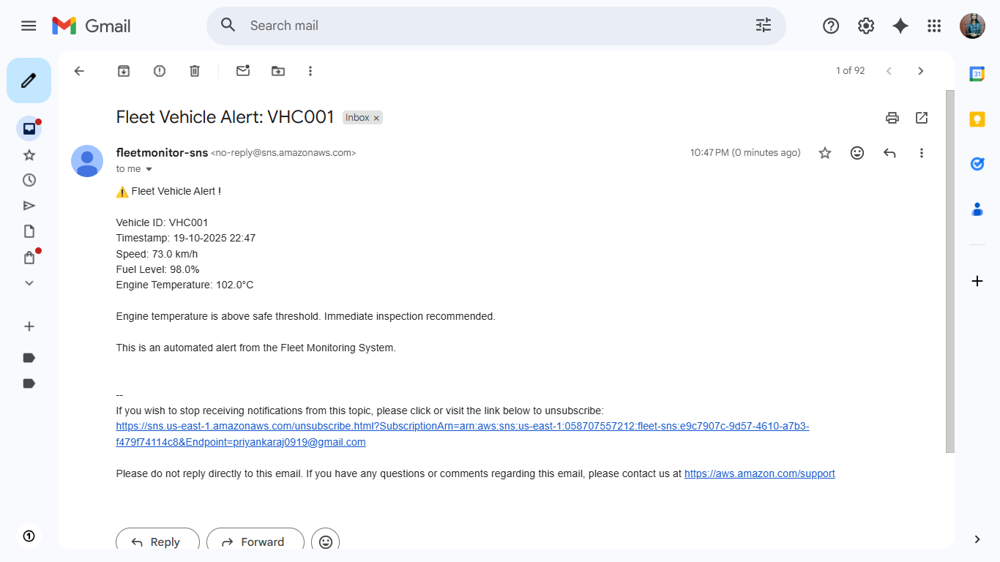 Gmail
Search mail
1 of 92
Fleet Vehicle Alert: VHC001 Inbox ×
fleetmonitor-sns <no-reply@sns.amazonaws.com> 10:47 PM (0 minutes ago)
to me
⚠️ Fleet Vehicle Alert !
Vehicle ID: VHC001
Timestamp: 19-10-2025 22:47
Speed: 73.0 km/h
Fuel Level: 98.0%
Engine Temperature: 102.0°C
Engine temperature is above safe threshold. Immediate inspection recommended.
This is an automated alert from the Fleet Monitoring System.
--
If you wish to stop receiving notifications from this topic, please click or visit the link below to unsubscribe:
https://sns.us-east-1.amazonaws.com/unsubscribe.html?SubscriptionArn=arn:aws:sns:us-east-1:058707557212:fleet-sns:e9c7907c-9d57-4610-a7b3-
f479f74114c8&Endpoint=priyankaraj0919@gmail.com
Please do not reply directly to this email. If you have any questions or comments regarding this email, please contact us at https://aws.amazon.com/support
Reply
Forward
31
1